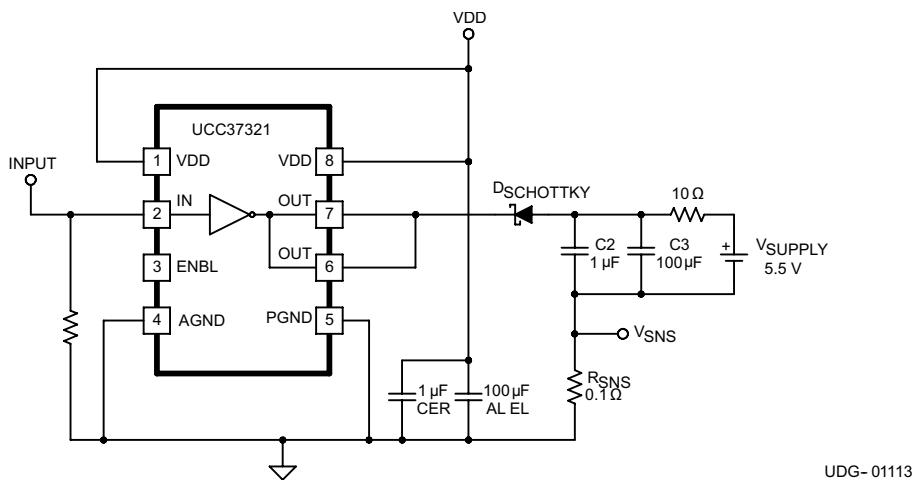 VDD
UCC37321
INPUT
1 VDD
VDD 8
2 IN
OUT 7
3 ENBL
OUT 6
4 AGND
PGND 5
DSCHOTTKY
10 Ω
C2
1 µF
C3
100 µF
+
VSUPPLY
5.5 V
VSNS
RSNS
0.1 Ω
1 µF
CER
100 µF
AL EL
UDG-01113